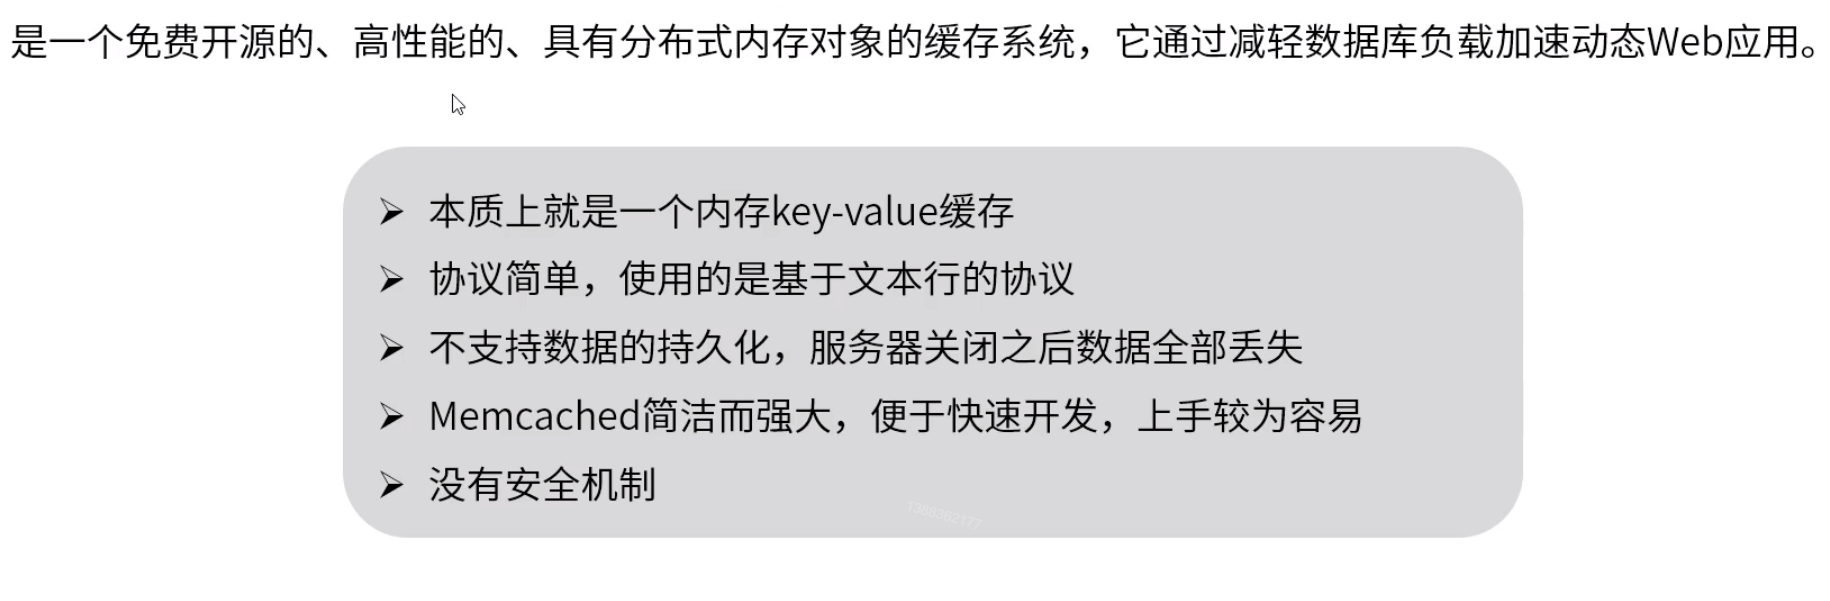 是一个免费开源的、高性能的、具有分布式内存对象的缓存系统，它通过减轻数据库负载加速动态Web应用。
本质上就是一个内存key-value缓存
协议简单，使用的是基于文本行的协议
不支持数据的持久化，服务器关闭之后数据全部丢失
Memcached简洁而强大，便于快速开发，上手较为容易
没有安全机制